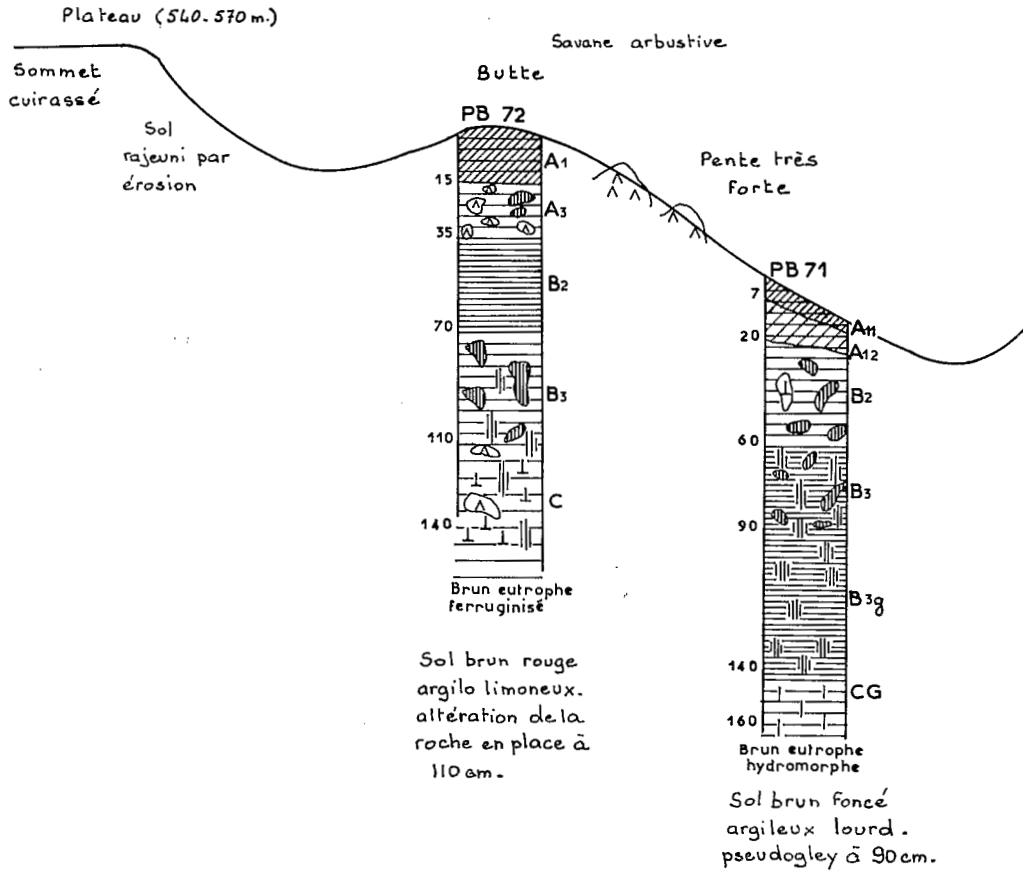 Plateau (540-570 m.)
Sommet
cuirassé
Sol
rajeuni par
érosion
Savane arbustive
Butte
PB 72
A1
15
A3
35
B2
70
B3
110
C
140
Brun eutrophe
ferruginisé
Sol brun rouge
argilo limoneux.
altération de la
roche en place à
110 cm.
Pente très
forte
PB 71
7
A11
20
A12
B2
60
B3
90
B3g
140
CG
160
Brun eutrophe
hydromorphe
Sol brun foncé
argileux lourd.
pseudogley à 90 cm.